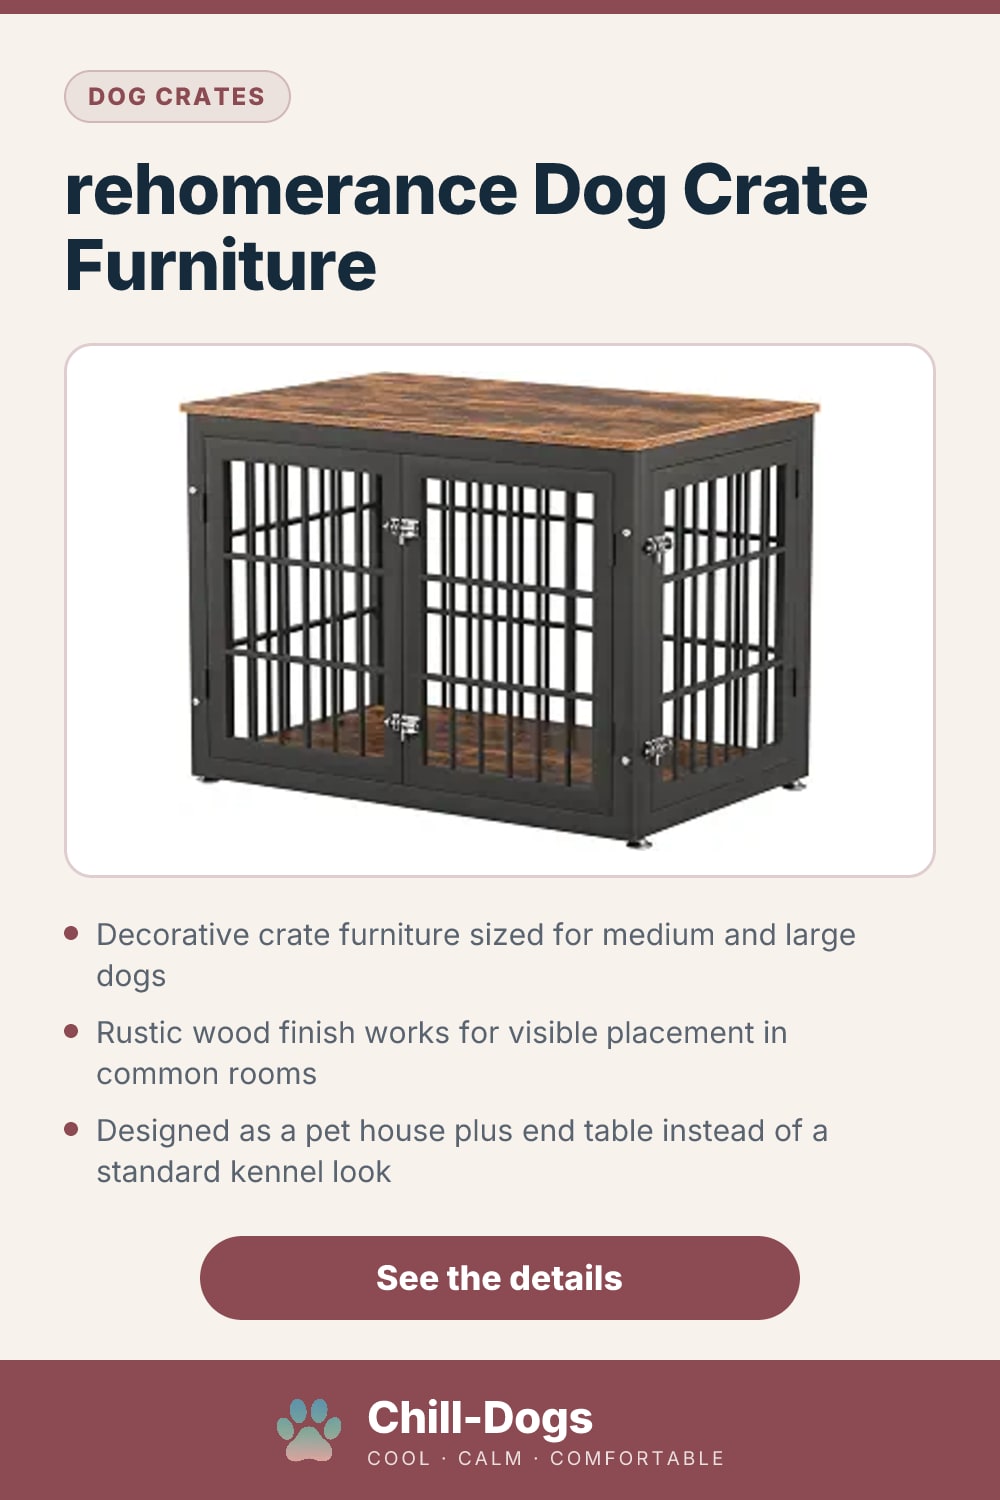 DOG CRATES
rehomerance Dog Crate
Furniture
Decorative crate furniture sized for medium and large
dogs
Rustic wood finish works for visible placement in
common rooms
Designed as a pet house plus end table instead of a
standard kennel look
See the details
Chill-Dogs
COOL · CALM · COMFORTABLE